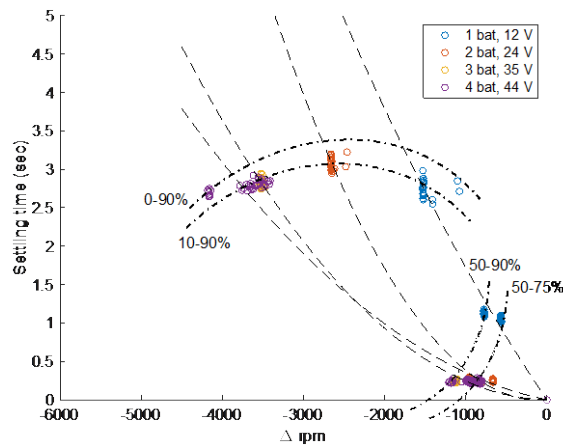 5
4.5
4
3.5
3
2.5
2
1.5
1
0.5
0
Settling time (sec)
1 bat, 12 V
2 bat, 24 V
3 bat, 35 V
4 bat, 44 V
0-90%
10-90%
50-90%
50-75%
-6000 -5000 -4000 -3000 -2000 -1000 0
Δ rpm